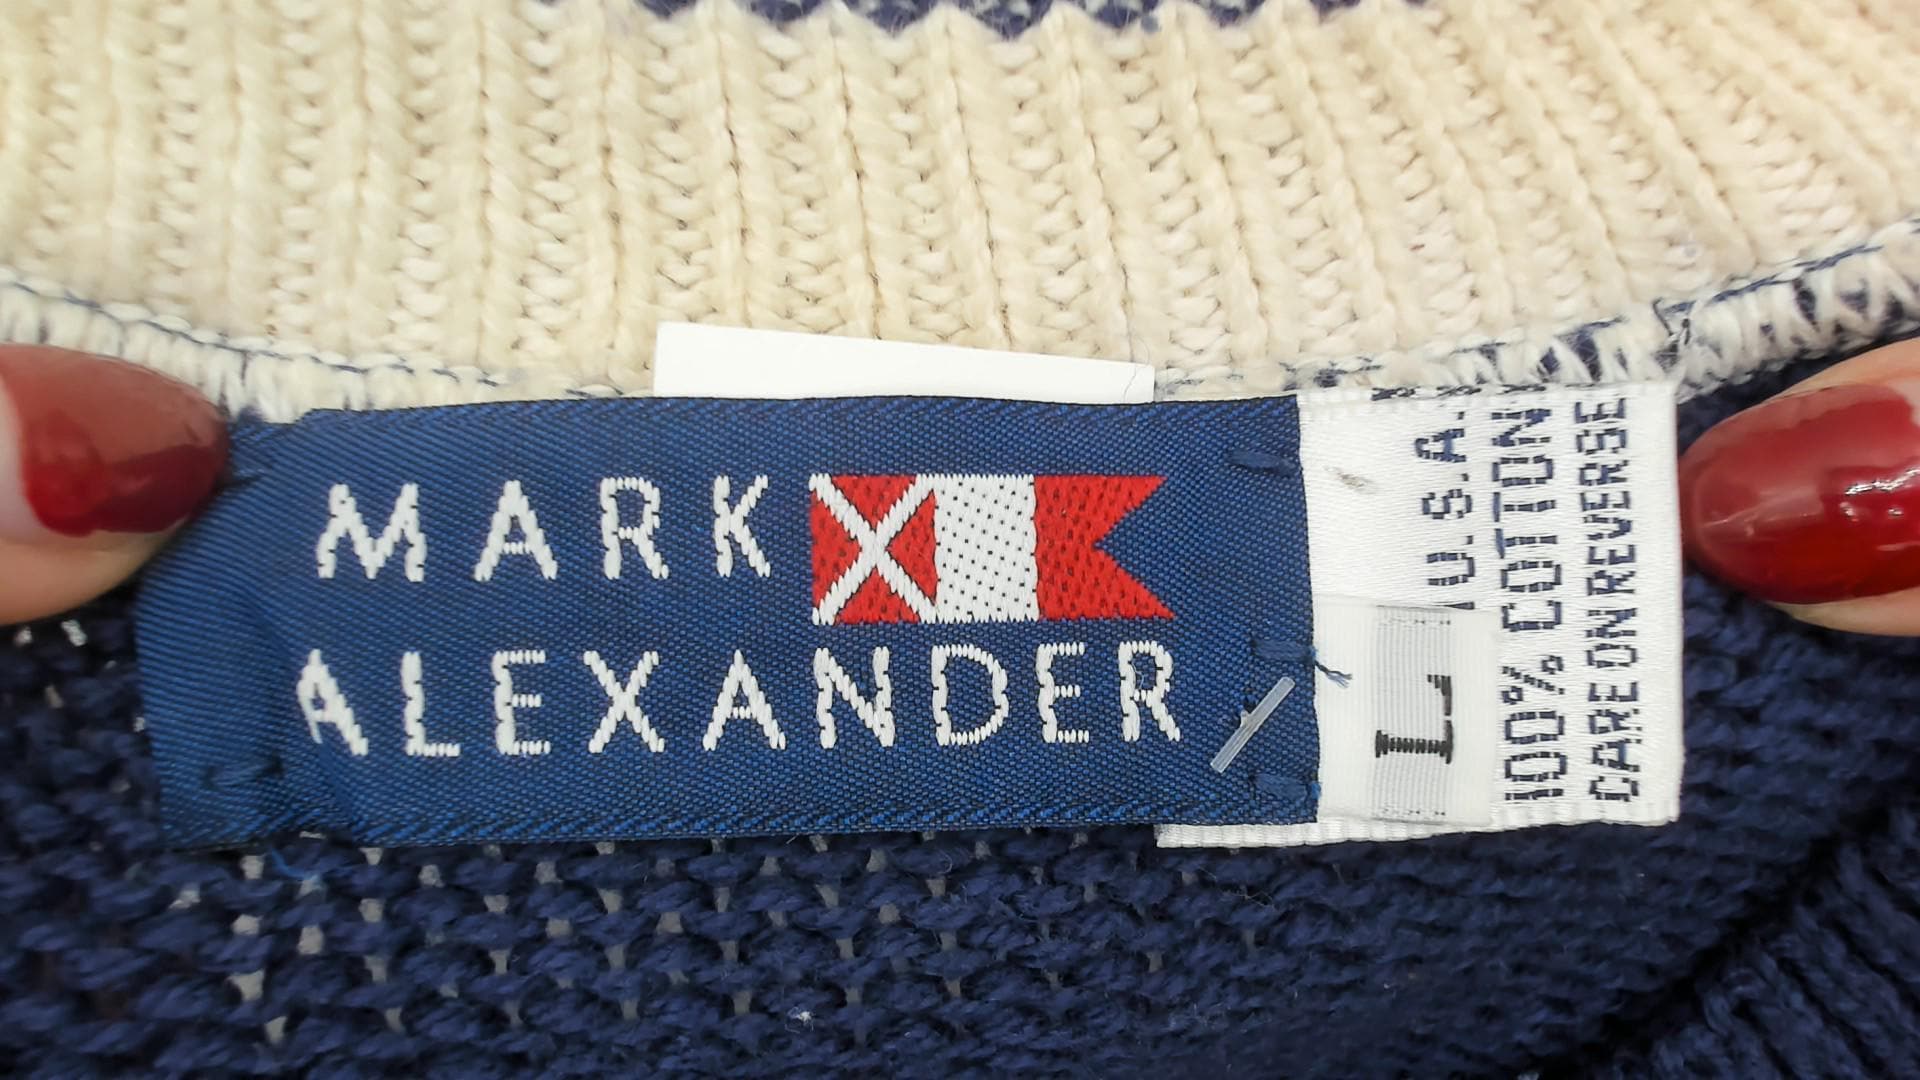 MARK
ALEXANDER
U.S.A.
100% COTTON
CARE ON REVERSE
L